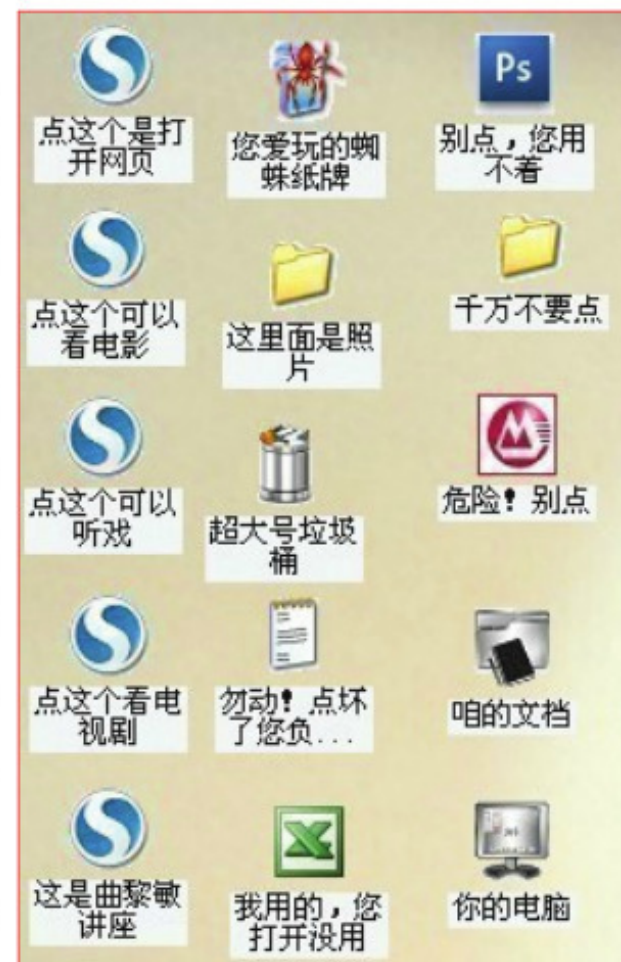 点这个是打
开网页
您爱玩的蜘
蛛纸牌
Ps
别点，您用
不着
点这个可以
看电影
这里面是照
片
千万不要点
点这个可以
听戏
超大号垃圾
桶
危险！别点
点这个看电
视剧
勿动！点坏
了您负...
咱的文档
这是曲黎敏
讲座
我用的，您
打开没用
你的电脑